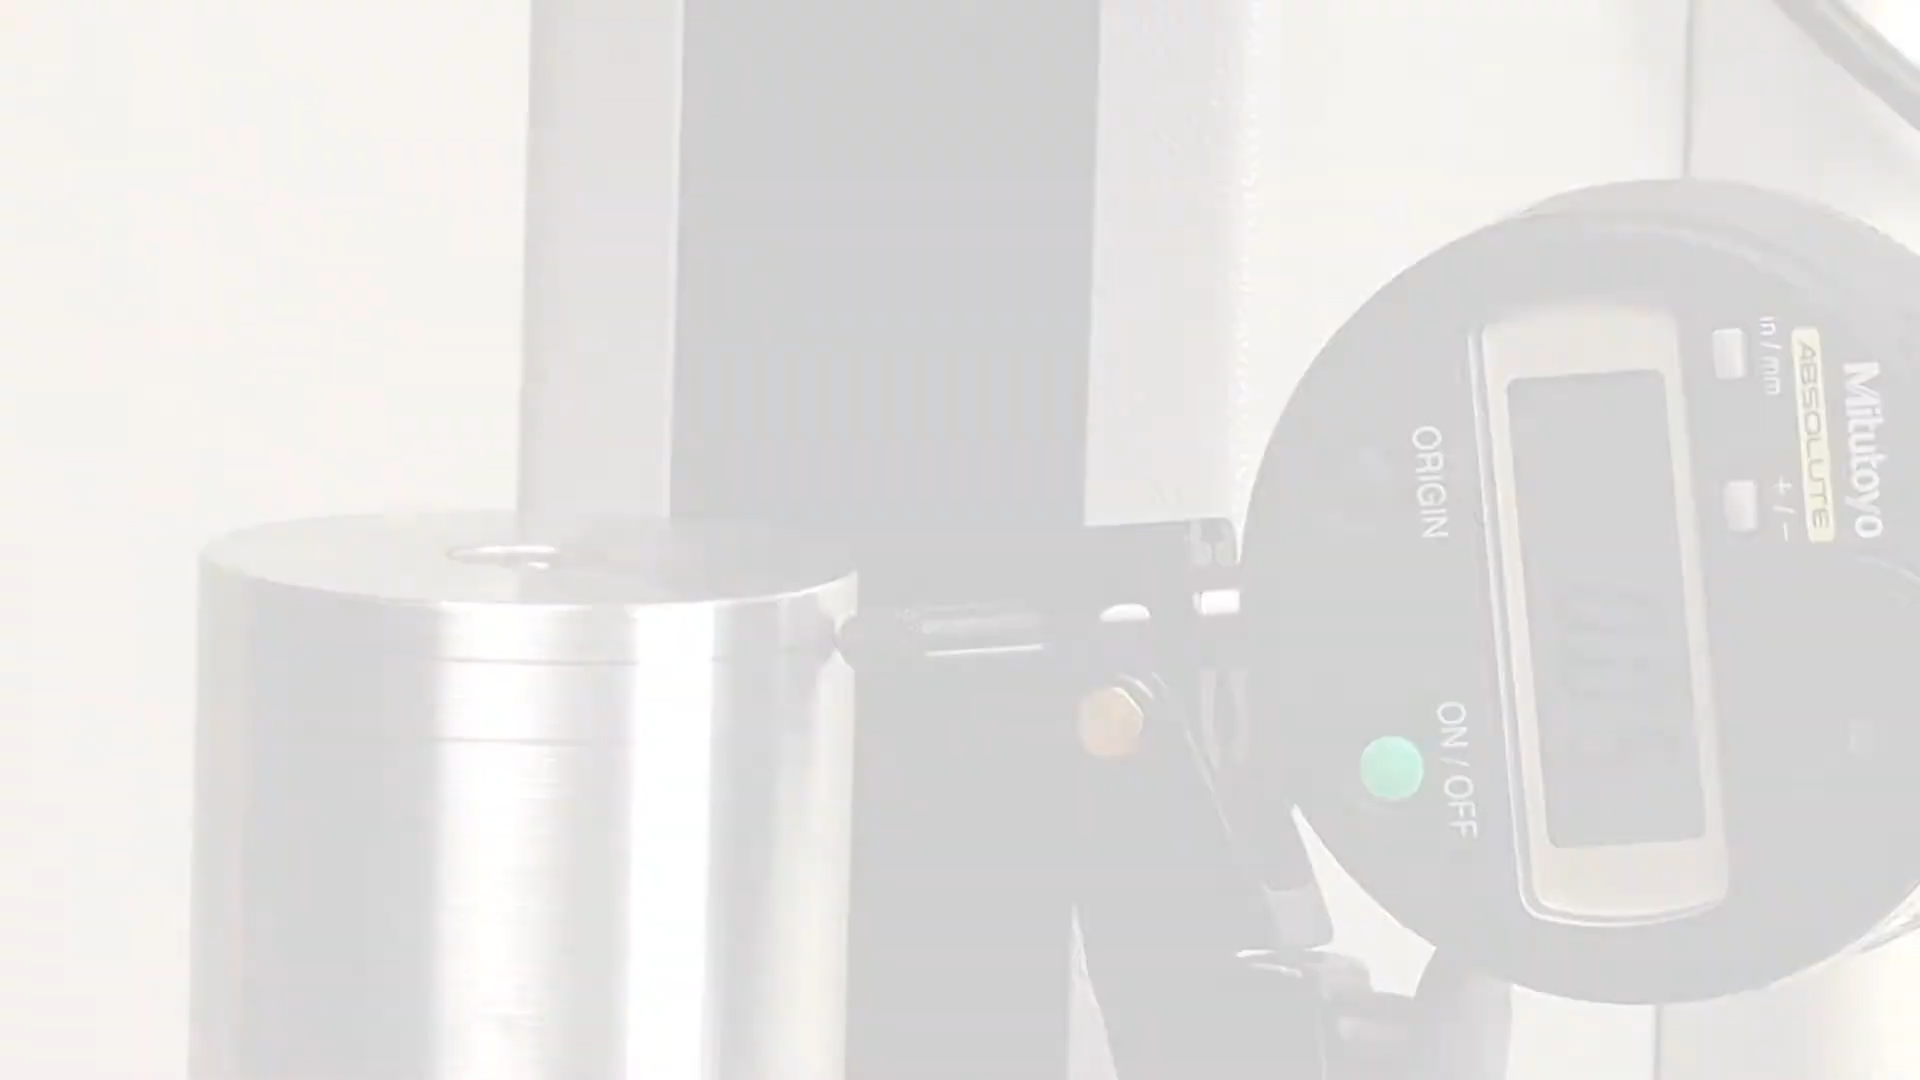 Mitutoyo
ABSOLUTE
in / mm
+ / −
ORIGIN
ON / OFF